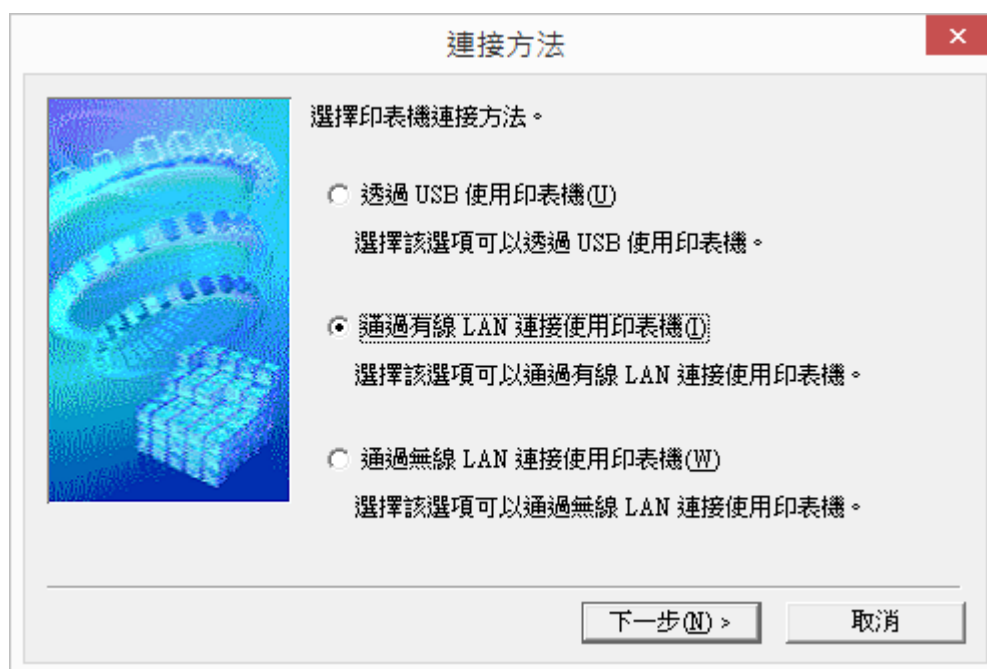 連接方法
選擇印表機連接方法。
透過 USB 使用印表機(U)
選擇該選項可以透過 USB 使用印表機。
通過有線 LAN 連接使用印表機(I)
選擇該選項可以通過有線 LAN 連接使用印表機。
通過無線 LAN 連接使用印表機(W)
選擇該選項可以通過無線 LAN 連接使用印表機。
下一步(N) >
取消